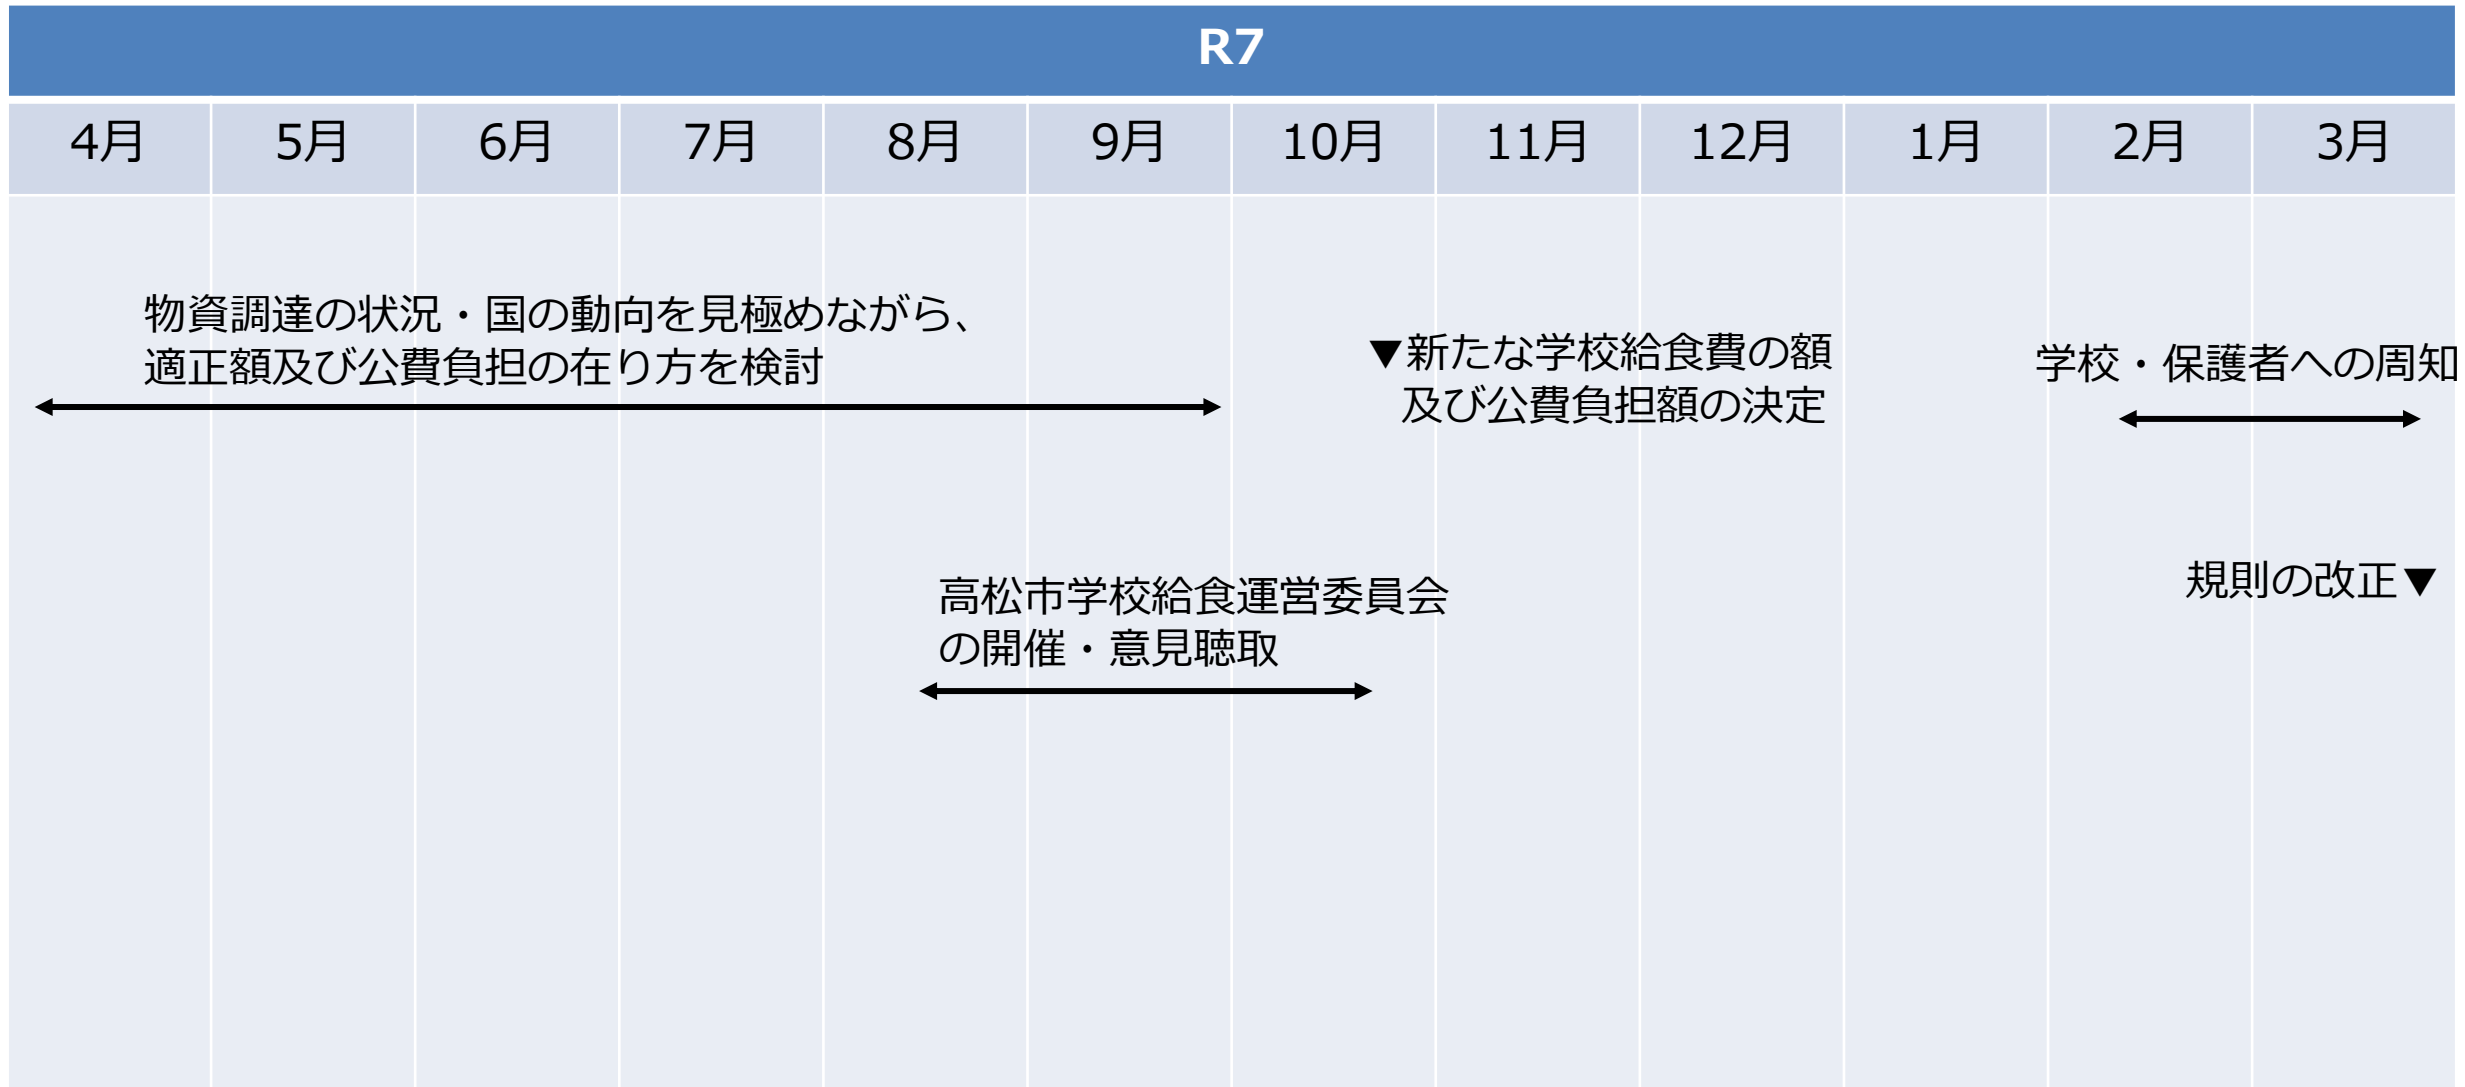 R7
4月 5月 6月 7月 8月 9月 10月 11月 12月 1月 2月 3月
物資調達の状況・国の動向を見極めながら、
適正額及び公費負担の在り方を検討
▼新たな学校給食費の額
及び公費負担額の決定
学校・保護者への周知
高松市学校給食運営委員会
の開催・意見聴取
規則の改正▼